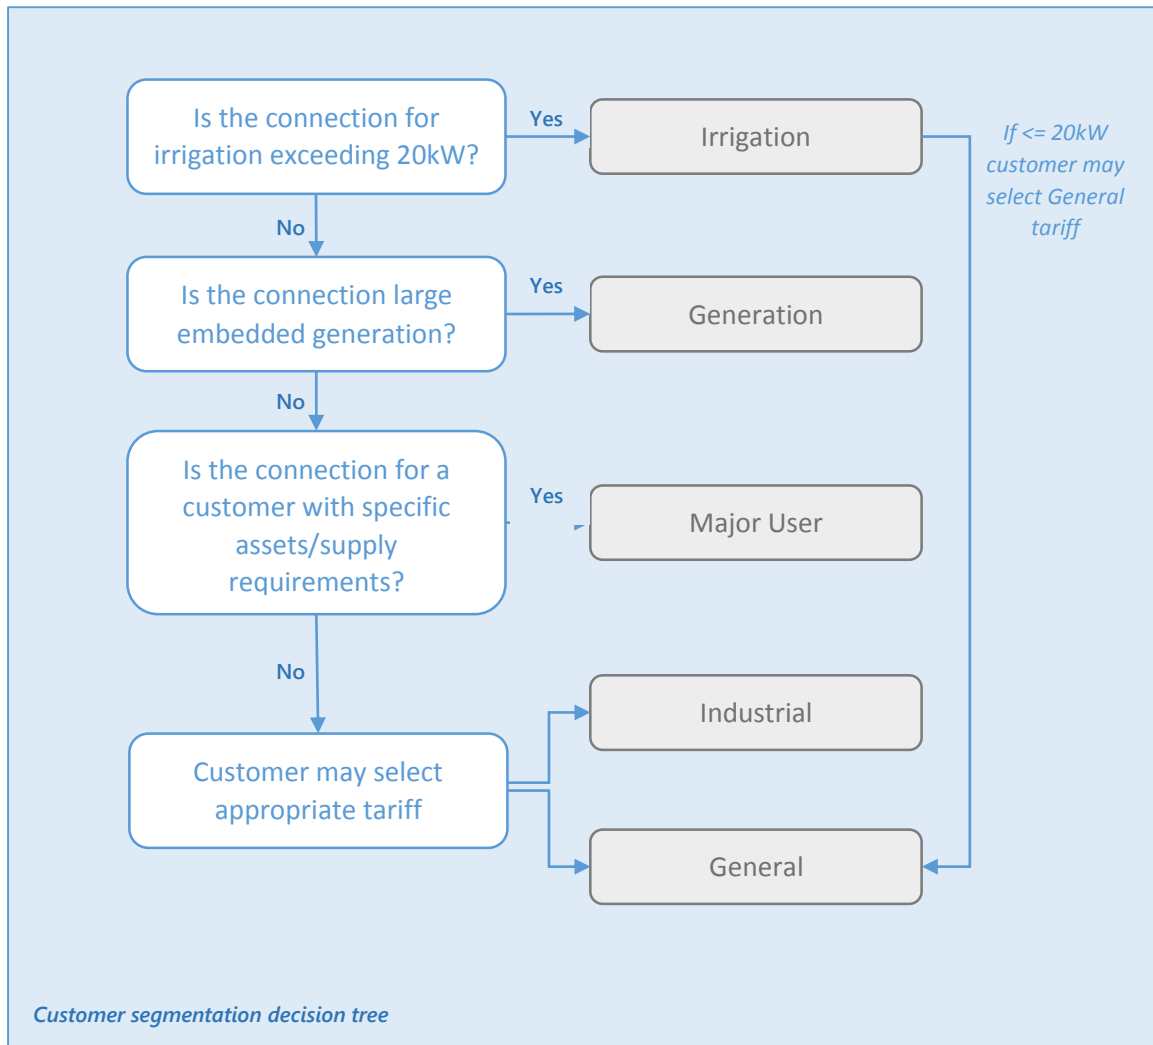 Is the connection for
irrigation exceeding 20kW?
Yes
Irrigation
If <= 20kW
customer may
select General
tariff
No
Is the connection large
embedded generation?
Yes
Generation
No
Is the connection for a
customer with specific
assets/supply
requirements?
Yes
Major User
No
Industrial
Customer may select
appropriate tariff
General
Customer segmentation decision tree